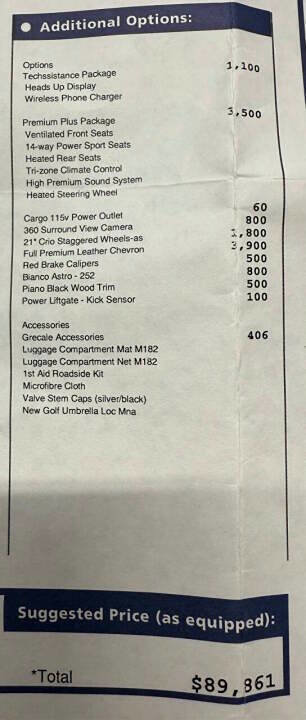 Additional Options:
Options
Techssistance Package 1,100
Heads Up Display
Wireless Phone Charger
Premium Plus Package 3,500
Ventilated Front Seats
14-way Power Sport Seats
Heated Rear Seats
Tri-zone Climate Control
High Premium Sound System
Heated Steering Wheel
Cargo 115v Power Outlet 60
360 Surround View Camera 800
21" Crio Staggered Wheels-as 1,800
Full Premium Leather Chevron 3,900
Red Brake Calipers 500
Bianco Astro - 252 800
Piano Black Wood Trim 500
Power Liftgate - Kick Sensor 100
Accessories
Grecale Accessories 406
Luggage Compartment Mat M182
Luggage Compartment Net M182
1st Aid Roadside Kit
Microfibre Cloth
Valve Stem Caps (silver/black)
New Golf Umbrella Loc Mna
Suggested Price (as equipped):
*Total $89,861